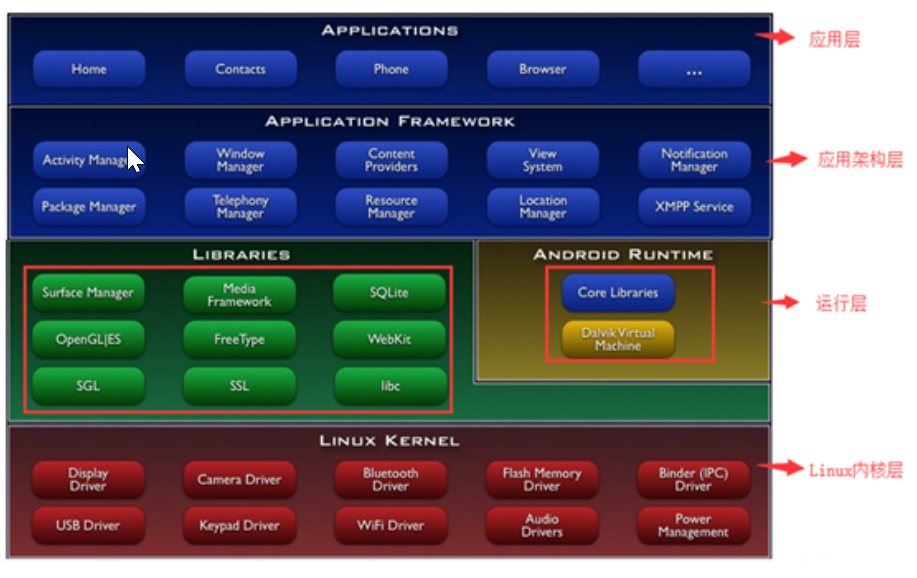 APPLICATIONS
应用层
Home
Contacts
Phone
Browser
...
APPLICATION FRAMEWORK
Activity Manage
Window
Manager
Content
Providers
View
System
Notification
Manager
应用架构层
Package Manager
Telephony
Manager
Resource
Manager
Location
Manager
XMPP Service
LIBRARIES
Surface Manager
Media
Framework
SQLite
OpenGL|ES
FreeType
WebKit
SGL
SSL
libc
ANDROID RUNTIME
Core Libraries
Dalvik Virtual
Machine
运行层
LINUX KERNEL
Display
Driver
Camera Driver
Bluetooth
Driver
Flash Memory
Driver
Binder (IPC)
Driver
Linux内核层
USB Driver
Keypad Driver
WiFi Driver
Audio
Drivers
Power
Management